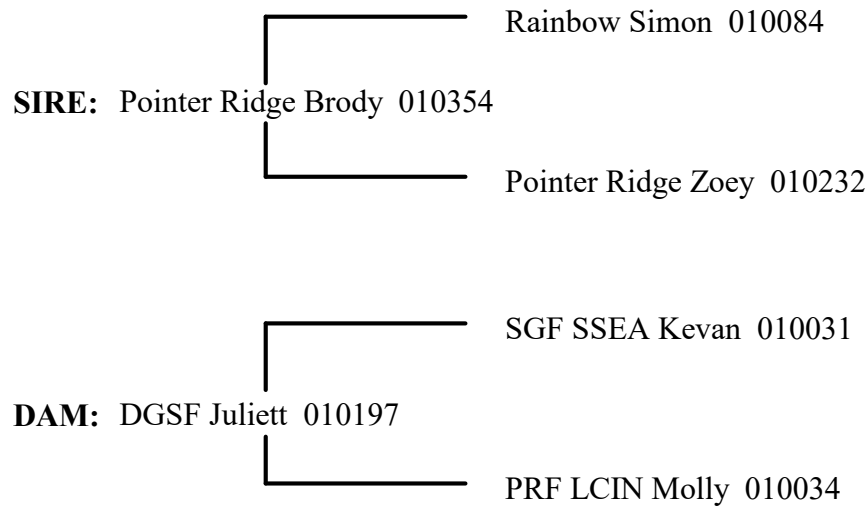 Rainbow Simon 010084
SIRE: Pointer Ridge Brody 010354
Pointer Ridge Zoey 010232
SGF SSEA Kevan 010031
DAM: DGSF Juliett 010197
PRF LCIN Molly 010034